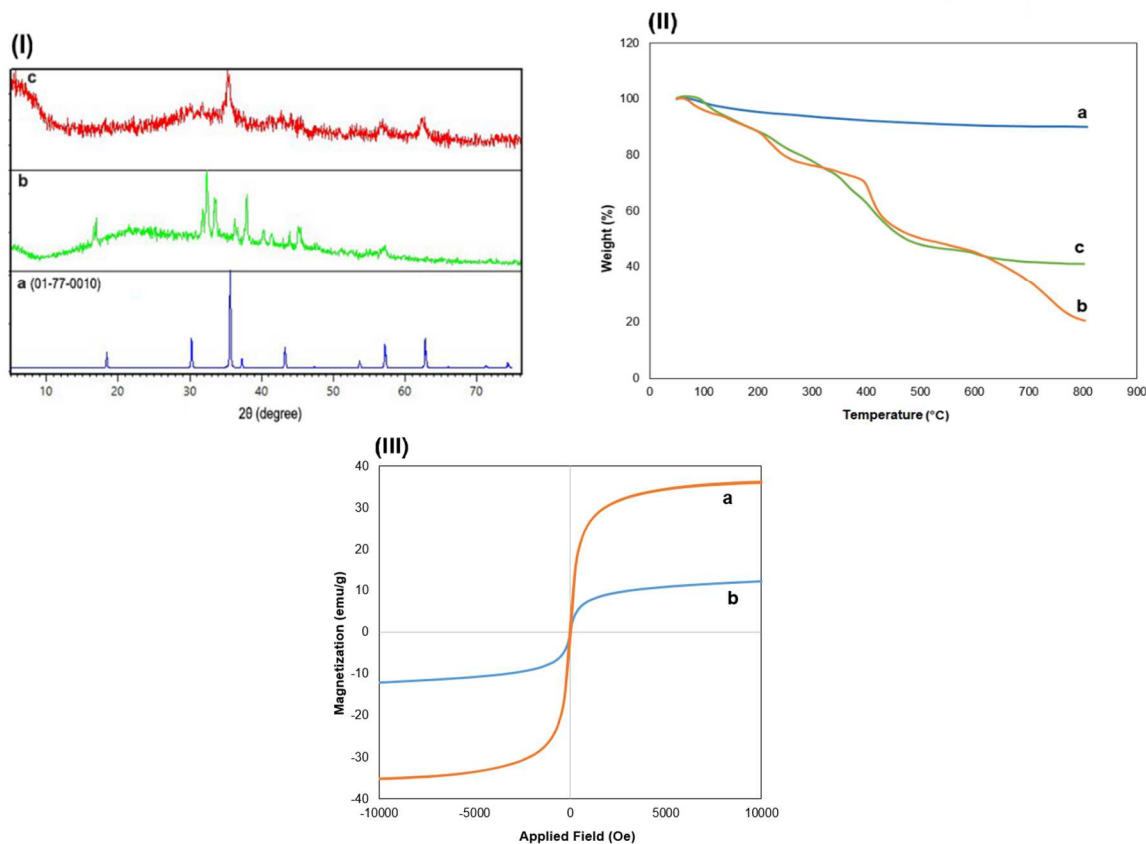 (I)
c
b
a (01-77-0010)
10 20 30 40 50 60 70
2θ (degree)
(II)
120
100
80
60
40
20
0
Weight (%)
a
c
b
0 100 200 300 400 500 600 700 800 900
Temperature (°C)
(III)
40
30
20
10
0
-10
-20
-30
-40
Magnetization (emu/g)
a
b
-10000 -5000 0 5000 10000
Applied Field (Oe)